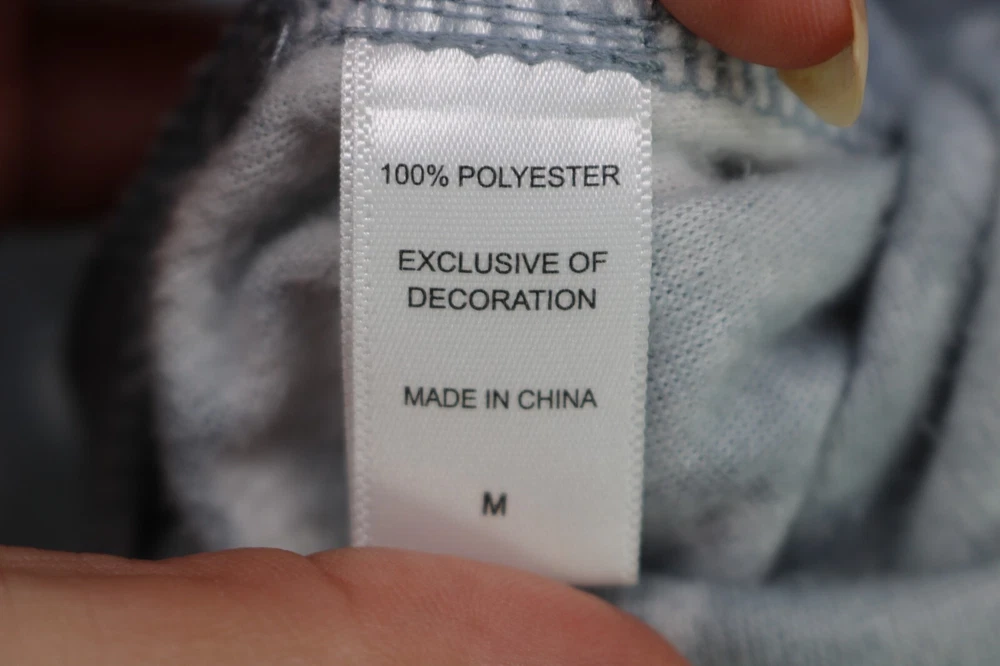 100% POLYESTER
EXCLUSIVE OF
DECORATION
MADE IN CHINA
M